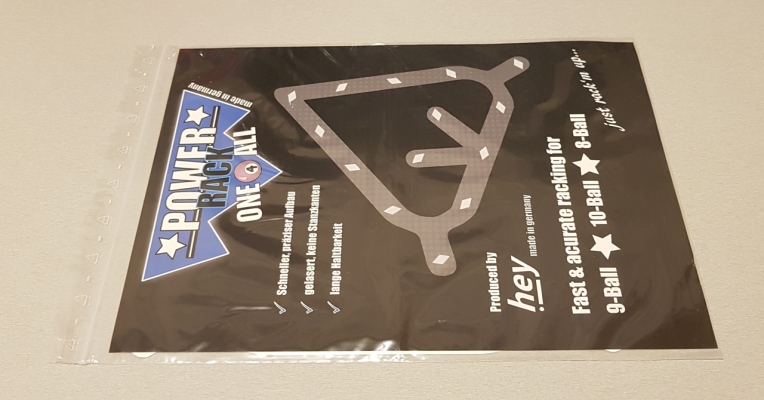 POWER
RACK
ONE 4 ALL
made in germany
Schneller, präziser Aufbau
gelasert, keine Stanzkanten
lange Haltbarkeit
Produced by
hey
made in germany
Fast & acurate racking for
9-Ball ★ 10-Ball ★ 8-Ball
just rack'm up...